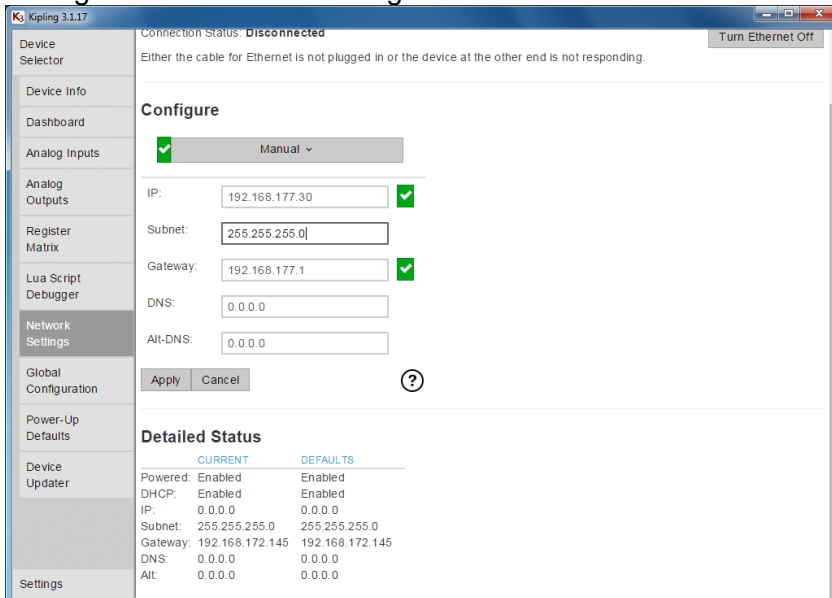 Kipling 3.1.17
Device
Selector
Device Info
Dashboard
Analog Inputs
Analog
Outputs
Register
Matrix
Lua Script
Debugger
Network
Settings
Global
Configuration
Power-Up
Defaults
Device
Updater
Settings
Connection Status: Disconnected
Turn Ethernet Off
Either the cable for Ethernet is not plugged in or the device at the other end is not responding.
Configure
Manual
IP: 192.168.177.30
Subnet: 255.255.255.0
Gateway: 192.168.177.1
DNS: 0.0.0.0
Alt-DNS: 0.0.0.0
Apply Cancel ?
Detailed Status
CURRENT DEFAULTS
Powered: Enabled Enabled
DHCP: Enabled Enabled
IP: 0.0.0.0 0.0.0.0
Subnet: 255.255.255.0 255.255.255.0
Gateway: 192.168.172.145 192.168.172.145
DNS: 0.0.0.0 0.0.0.0
Alt: 0.0.0.0 0.0.0.0